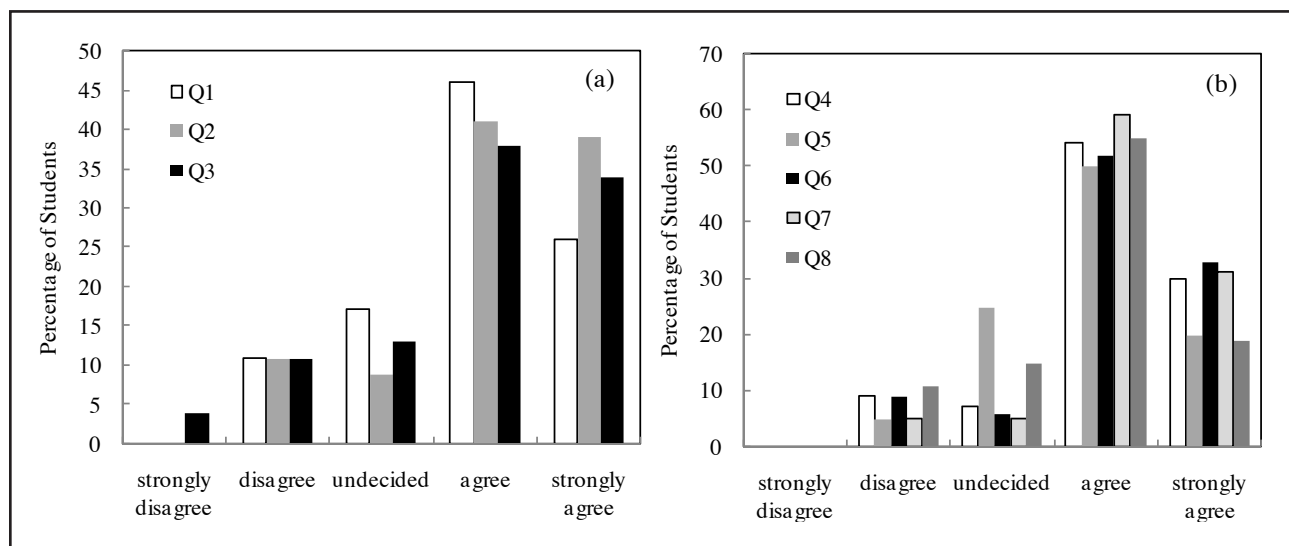 50
45
40
35
30
25
20
15
10
5
0
Percentage of Students
(a)
Q1
Q2
Q3
strongly
disagree
disagree
undecided
agree
strongly
agree
70
60
50
40
30
20
10
0
Percentage of Students
(b)
Q4
Q5
Q6
Q7
Q8
strongly
disagree
disagree
undecided
agree
strongly
agree